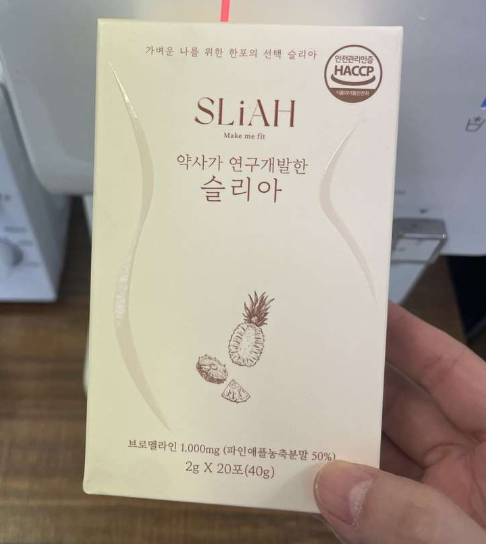 가벼운 나를 위한 한포의 선택 슬리아
안전관리인증
HACCP
SLiAH
Make me fit
약사가 연구개발한
슬리아
브로멜라인 1,000mg (파인애플농축분말 50%)
2g X 20포(40g)